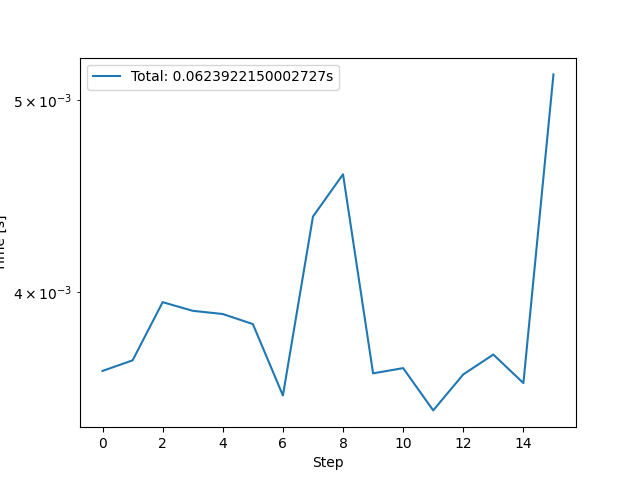 Total: 0.0623922150002727s
5 × 10⁻³
4 × 10⁻³
Time [s]
0 2 4 6 8 10 12 14
Step